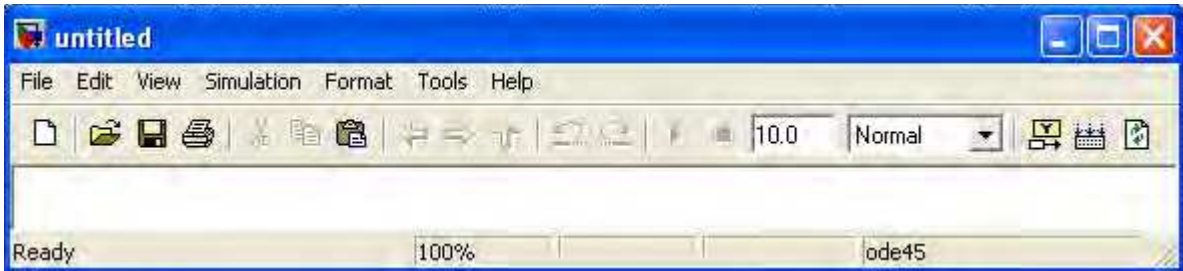 untitled
File Edit View Simulation Format Tools Help
10.0 Normal
Ready 100% ode45